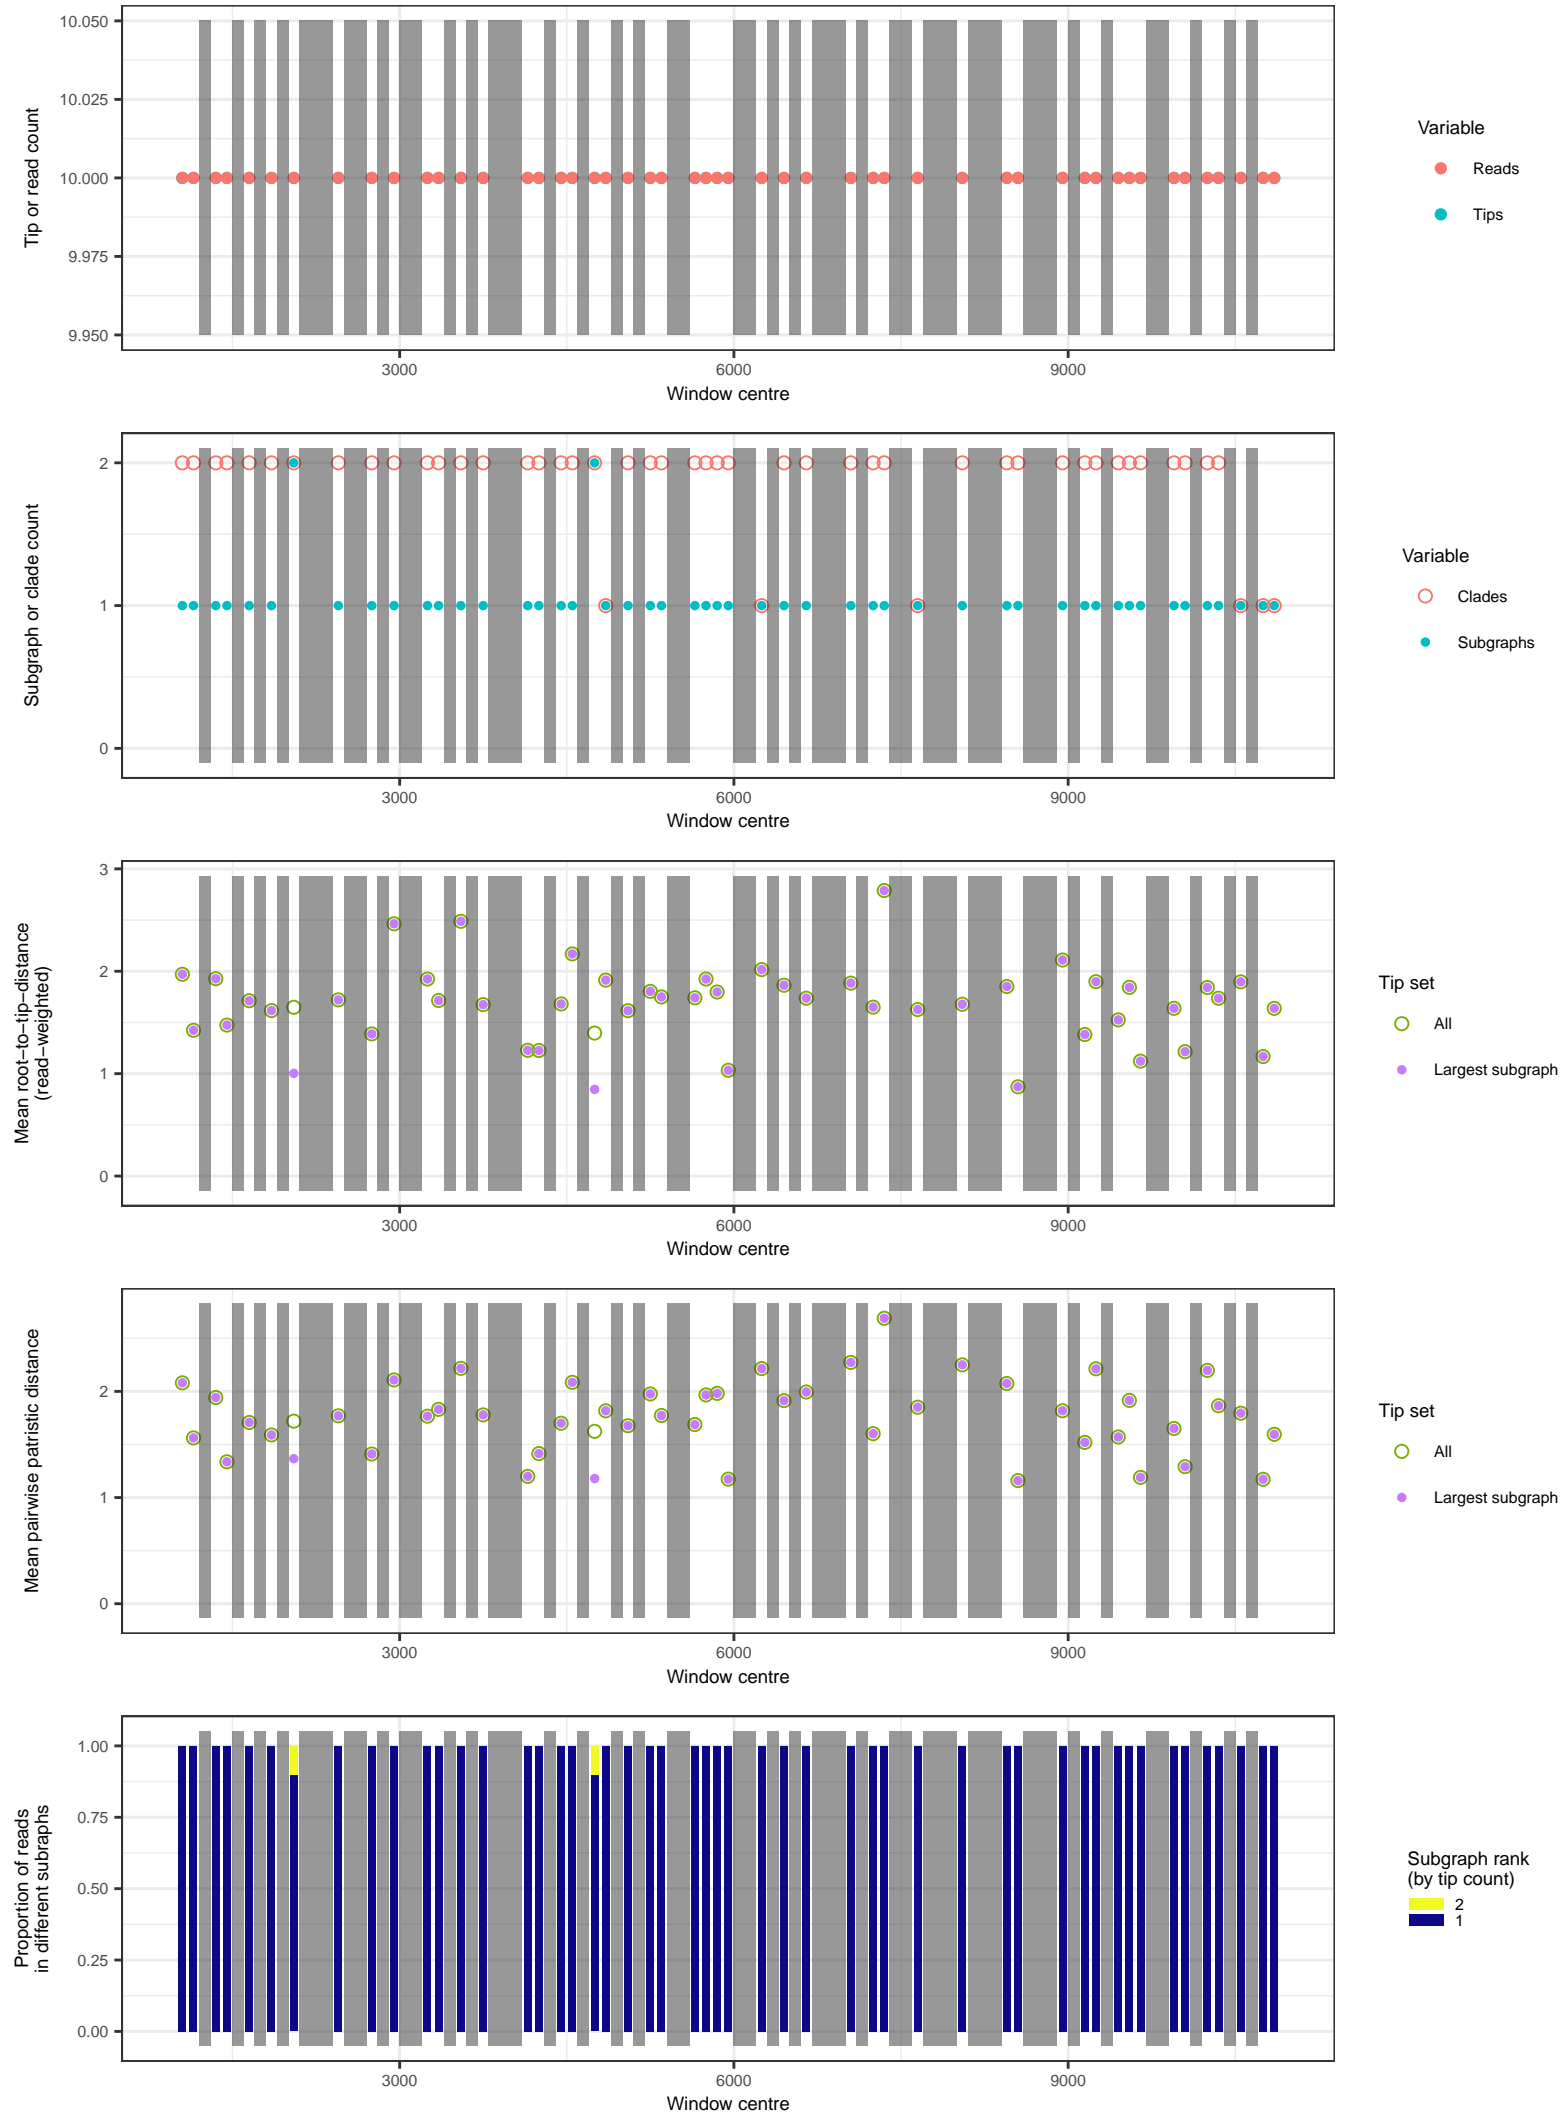 10.050
10.025
10.000
9.975
9.950
Tip or read count
3000
6000
9000
Window centre
Variable
Reads
Tips
2
1
0
Subgraph or clade count
3000
6000
9000
Window centre
Variable
Clades
Subgraphs
3
2
1
0
Mean root−to−tip−distance
(read−weighted)
3000
6000
9000
Window centre
Tip set
All
Largest subgraph
2
1
0
Mean pairwise patristic distance
3000
6000
9000
Window centre
Tip set
All
Largest subgraph
1.00
0.75
0.50
0.25
0.00
Proportion of reads
in different subraphs
3000
6000
9000
Window centre
Subgraph rank
(by tip count)
2
1